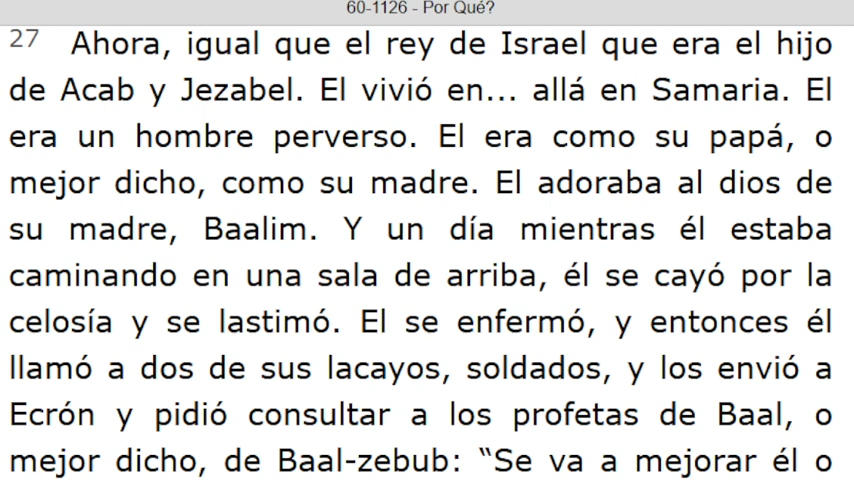 60-1126 - Por Qué?
27 Ahora, igual que el rey de Israel que era el hijo
de Acab y Jezabel. El vivió en... allá en Samaria. El
era un hombre perverso. El era como su papá, o
mejor dicho, como su madre. El adoraba al dios de
su madre, Baalim. Y un día mientras él estaba
caminando en una sala de arriba, él se cayó por la
celosía y se lastimó. El se enfermó, y entonces él
llamó a dos de sus lacayos, soldados, y los envió a
Ecrón y pidió consultar a los profetas de Baal, o
mejor dicho, de Baal-zebub: “Se va a mejorar él o